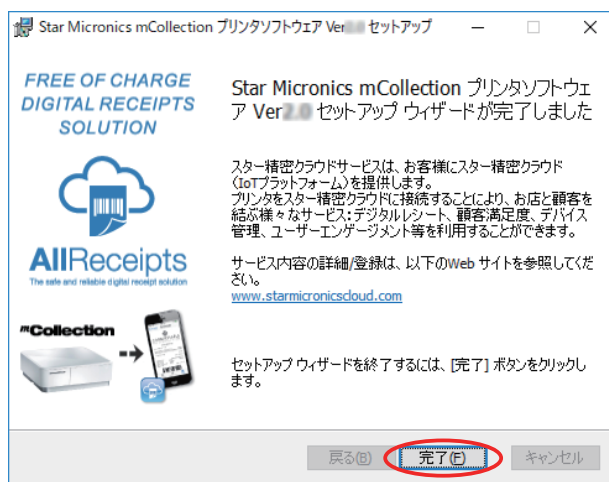 Star Micronics mCollection プリンタソフトウェア Ver セットアップ
FREE OF CHARGE
DIGITAL RECEIPTS
SOLUTION
AllReceipts
The safe and reliable digital receipt solution
mCollection
Star Micronics mCollection プリンタソフトウェ
ア Ver2.0 セットアップ ウィザードが完了しました
スター精密クラウドサービスは、お客様にスター精密クラウド
（IoTプラットフォーム）を提供します。
プリンタをスター精密クラウドに接続することにより、お店と顧客を
結ぶ様々なサービス：デジタルレシート、顧客満足度、デバイス
管理、ユーザーエンゲージメント等を利用することができます。
サービス内容の詳細/登録は、以下のWeb サイトを参照してくだ
さい。
www.starmicronicscloud.com
セットアップ ウィザードを終了するには、[完了] ボタンをクリックし
ます。
戻る(B)
完了(F)
キャンセル